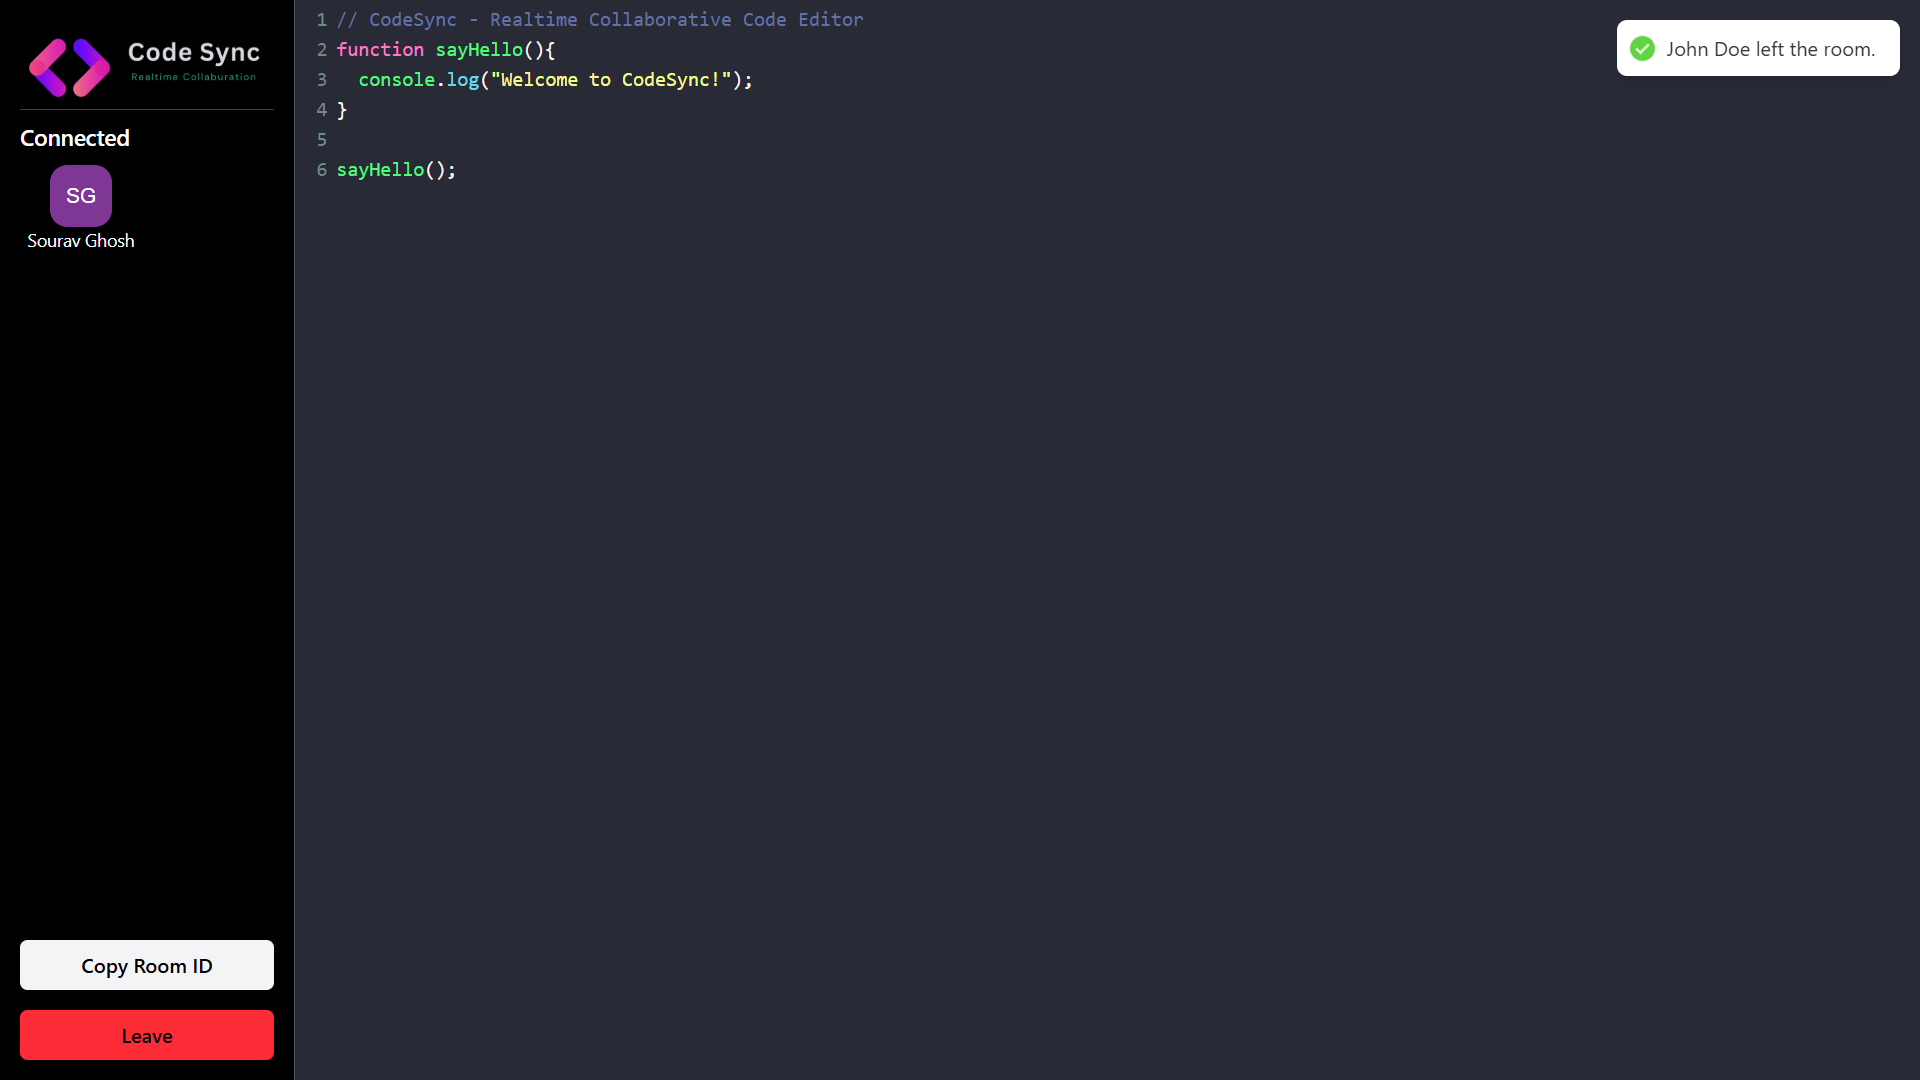 Code Sync
Realtime Collaburation
Connected
SG
Sourav Ghosh
Copy Room ID
Leave
1 // CodeSync - Realtime Collaborative Code Editor
2 function sayHello(){
3   console.log("Welcome to CodeSync!");
4 }
5
6 sayHello();
John Doe left the room.